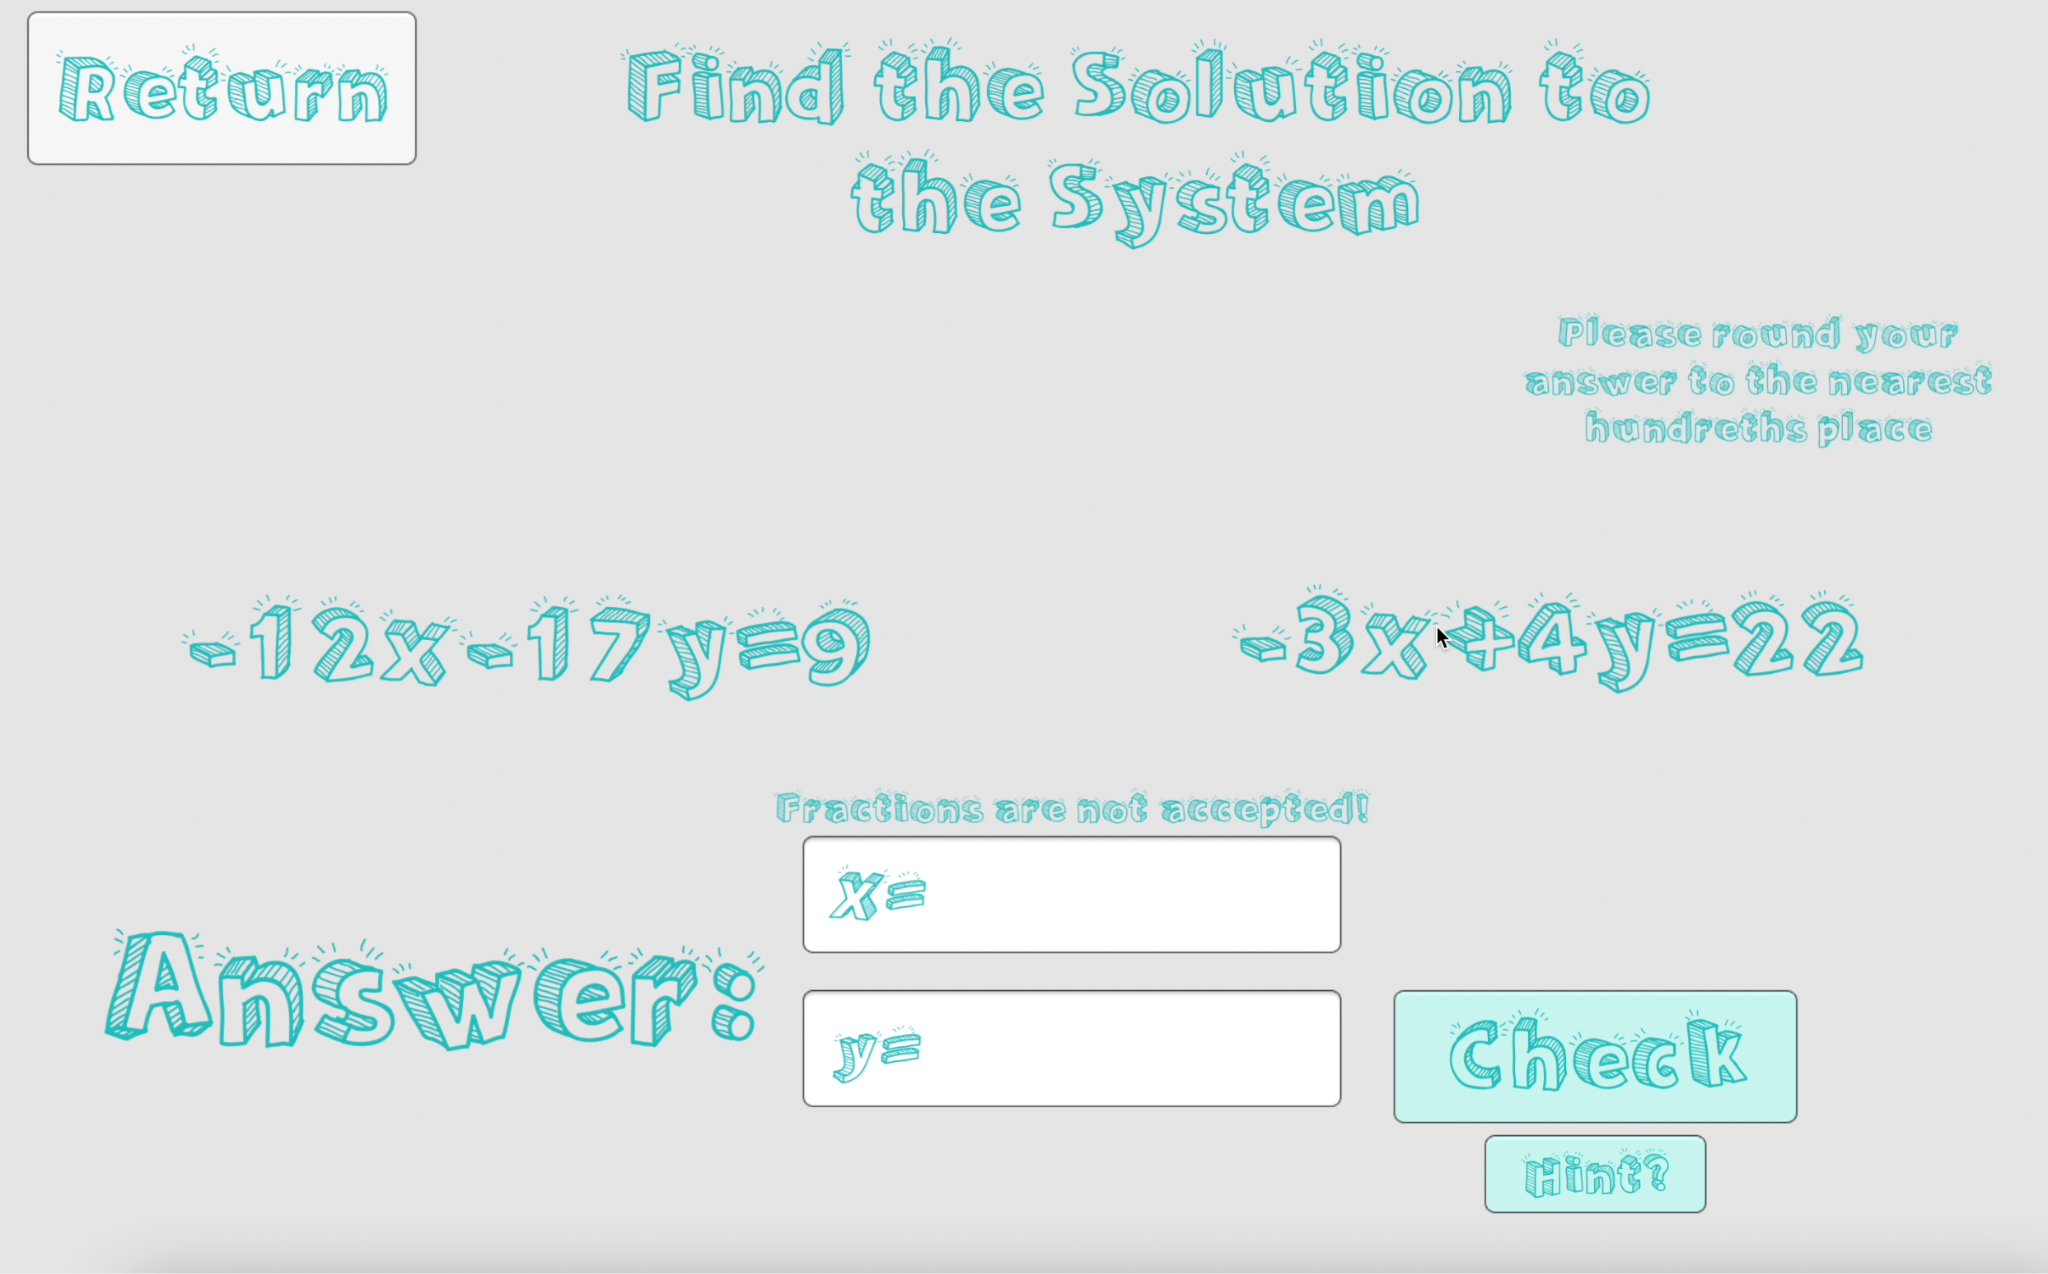 Return
Find the Solution to
the System
Please round your
answer to the nearest
hundreths place
-12x-17y=9
-3x+4y=22
Fractions are not accepted!
x=
Answer:
y=
Check
Hint?